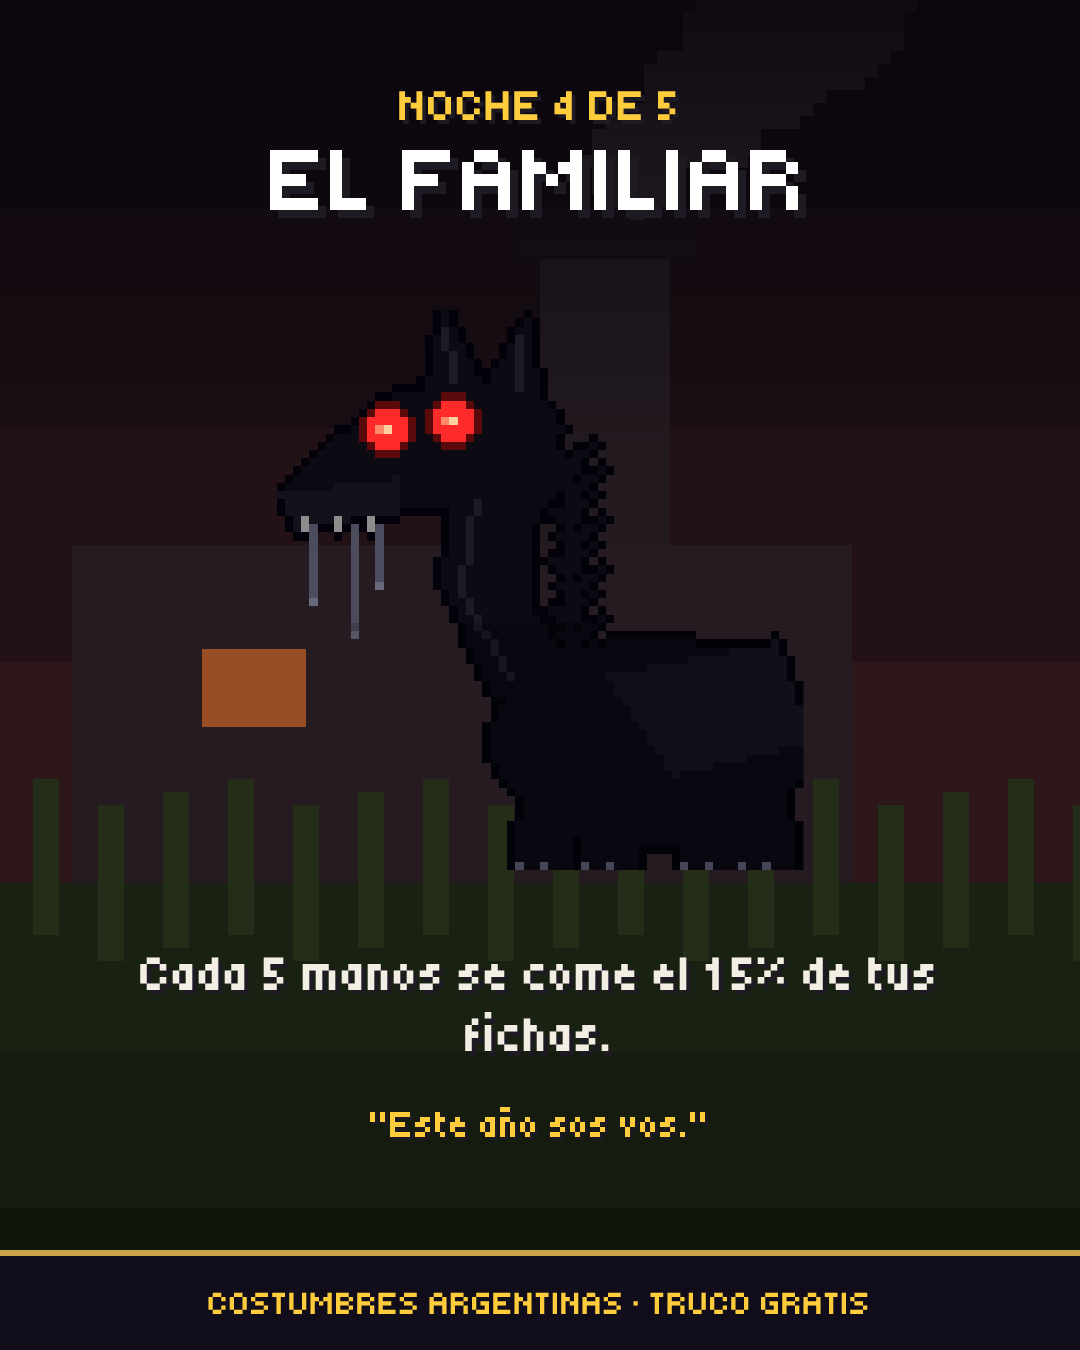 NOCHE 4 DE 5
EL FAMILIAR
Cada 5 manos se come el 15% de tus
fichas.
"Este año sos vos."
COSTUMBRES ARGENTINAS · TRUCO GRATIS